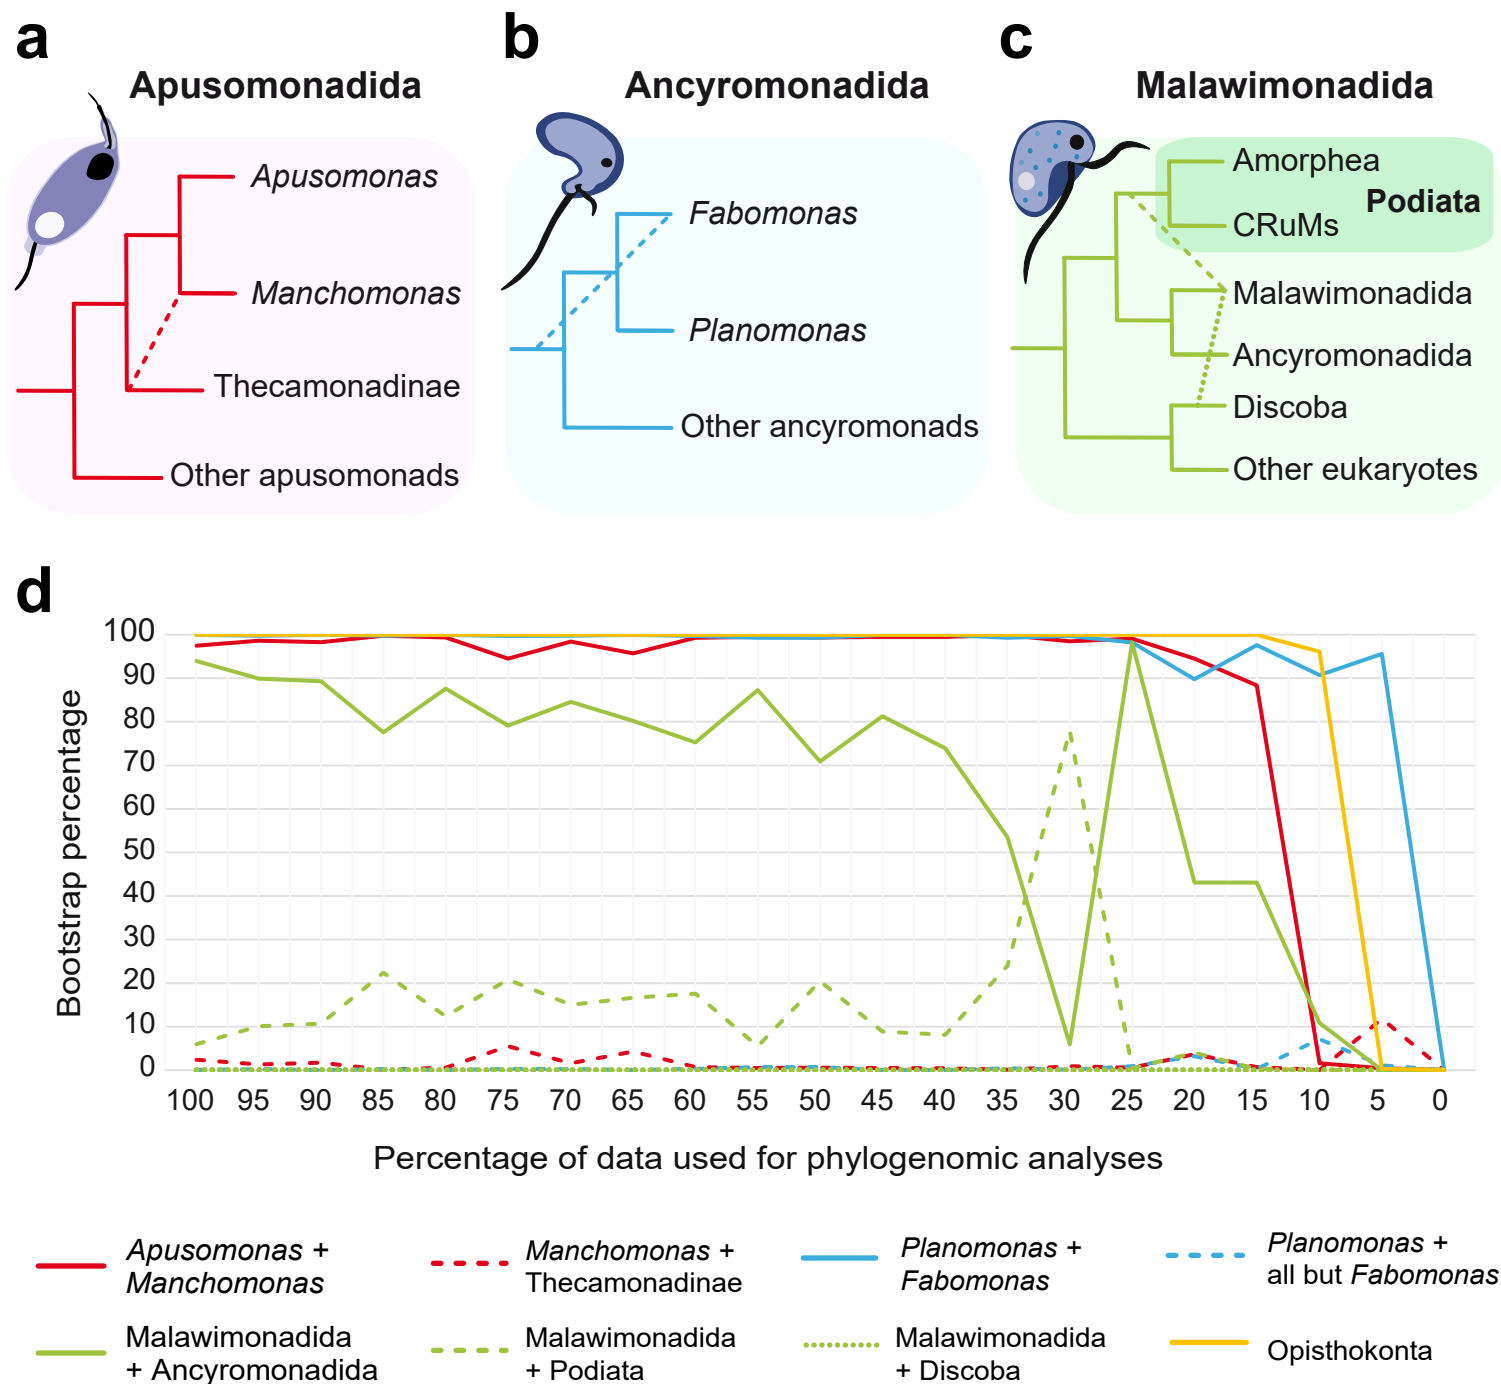 a
Apusomonadida
Apusomonas
Manchomonas
Thecamonadinae
Other apusomonads
b
Ancyromonadida
Fabomonas
Planomonas
Other ancyromonads
c
Malawimonadida
Amorphea
Podiata
CRuMs
Malawimonadida
Ancyromonadida
Discoba
Other eukaryotes
d
Bootstrap percentage
100
90
80
70
60
50
40
30
20
10
0
100 95 90 85 80 75 70 65 60 55 50 45 40 35 30 25 20 15 10 5 0
Percentage of data used for phylogenomic analyses
Apusomonas +
Manchomonas
Manchomonas +
Thecamonadinae
Planomonas +
Fabomonas
Planomonas +
all but Fabomonas
Malawimonadida
+ Ancyromonadida
Malawimonadida
+ Podiata
Malawimonadida
+ Discoba
Opisthokonta